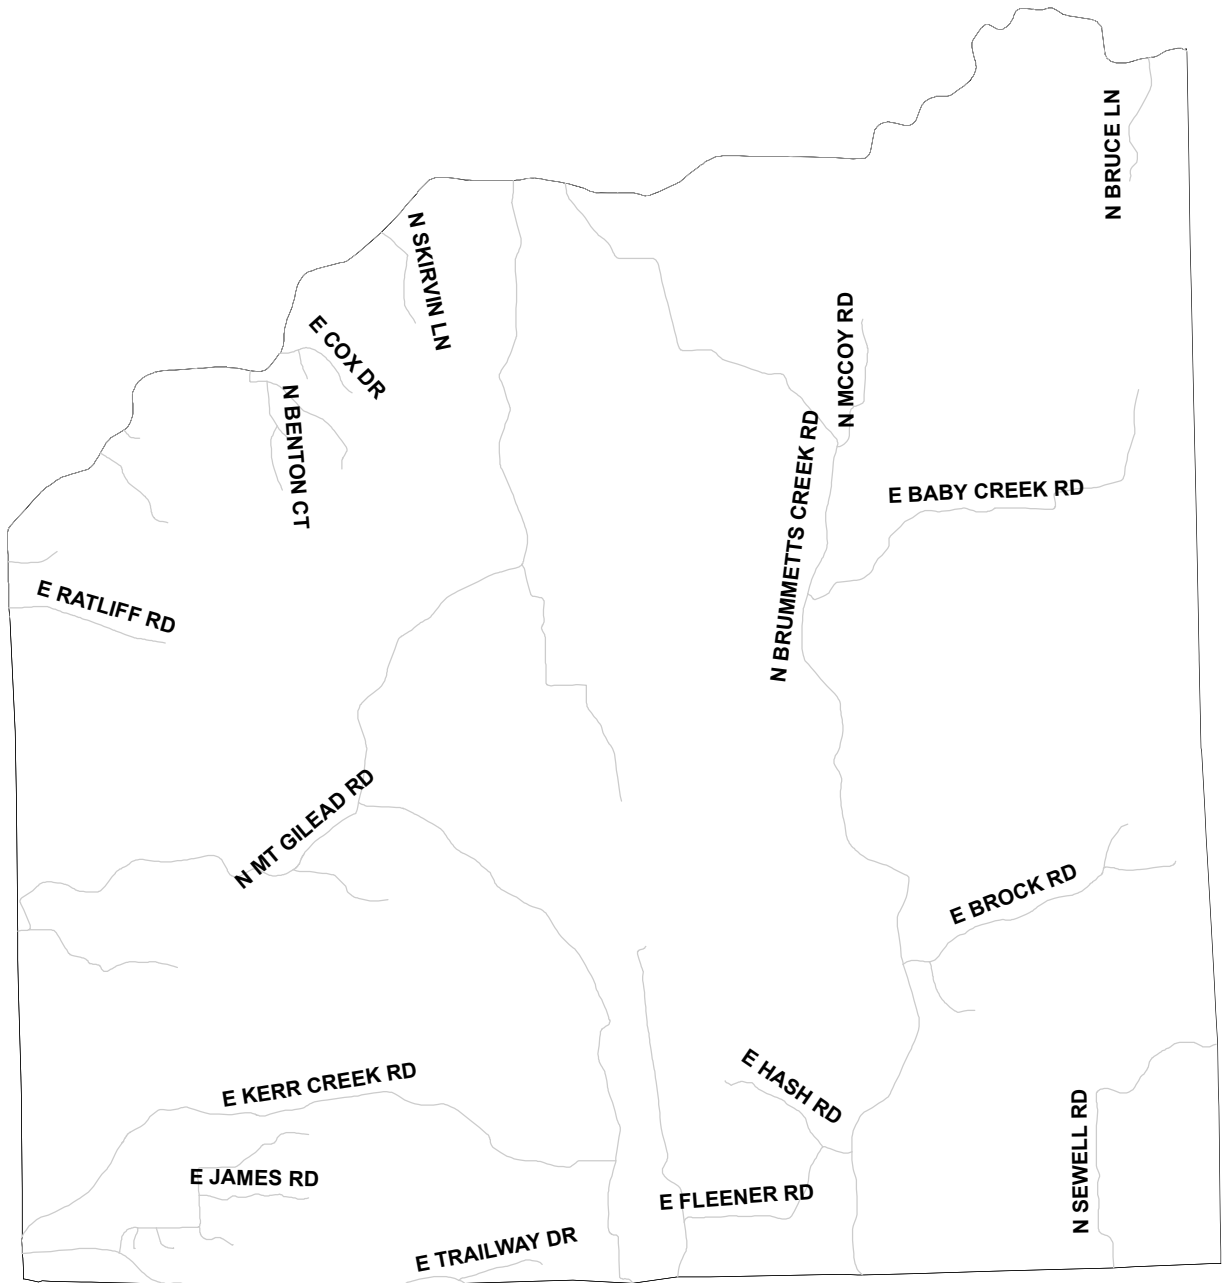 N BRUCE LN
N SKIRVIN LN
E COX DR
N MCCOY RD
N BENTON CT
N BRUMMETTS CREEK RD
E BABY CREEK RD
E RATLIFF RD
N MT GILEAD RD
E BROCK RD
E KERR CREEK RD
E HASH RD
N SEWELL RD
E JAMES RD
E FLEENER RD
E TRAILWAY DR